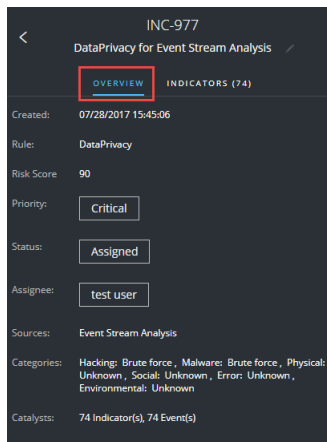 INC-977
DataPrivacy for Event Stream Analysis
OVERVIEW INDICATORS (74)
Created: 07/28/2017 15:45:06
Rule: DataPrivacy
Risk Score 90
Priority: Critical
Status: Assigned
Assignee: test user
Sources: Event Stream Analysis
Categories: Hacking: Brute force , Malware: Brute force , Physical:
Unknown , Social: Unknown , Error: Unknown ,
Environmental: Unknown
Catalysts: 74 Indicator(s), 74 Event(s)